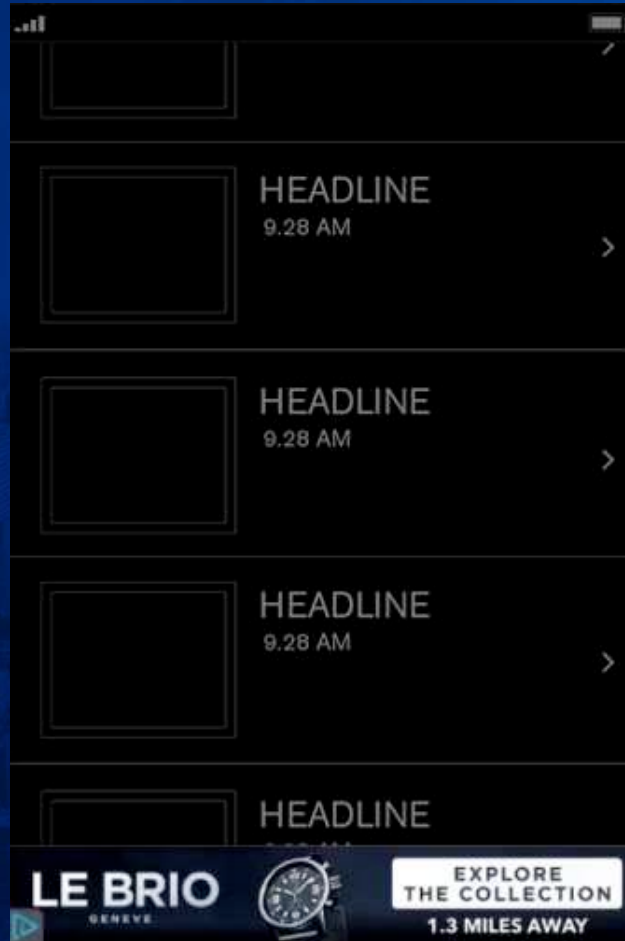 HEADLINE
9.28 AM
HEADLINE
9.28 AM
HEADLINE
9.28 AM
HEADLINE
LE BRIO
GENEVE
EXPLORE
THE COLLECTION
1.3 MILES AWAY